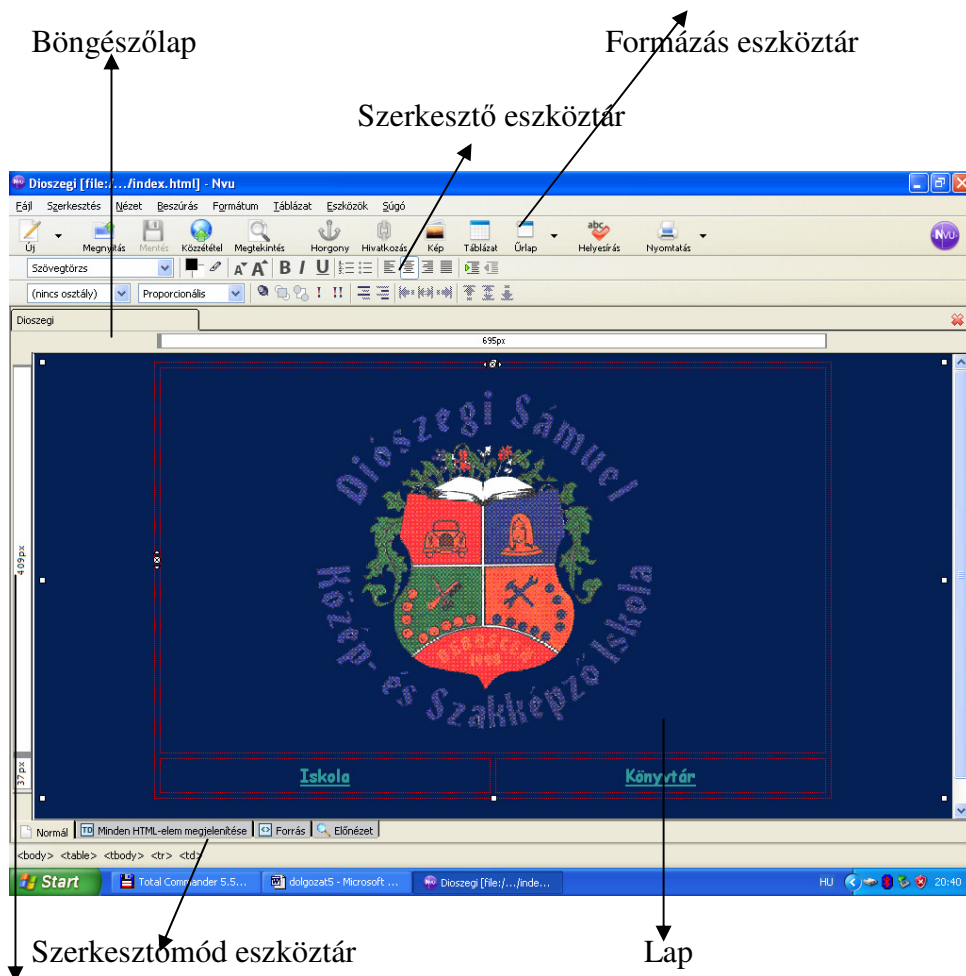 Böngészőlap Formázás eszköztár
Szerkesztő eszköztár
Dioszegi [file:/.../index.html] - Nvu
Fájl Szerkesztés Nézet Beszúrás Formátum Táblázat Eszközök Súgó
Új Megnyitás Mentés Közzététel Megtekintés Horgony Hivatkozás Kép Táblázat Űrlap Helyesírás Nyomtatás
Szövegtörzs
(nincs osztály) Proporcionális
Dioszegi
695px
Diószegi Sámuel
409px
Közép- és Szakképző Iskola
DEBRECEN
37px
Iskola Könyvtár
Normál Minden HTML-elem megjelenítése Forrás Előnézet
<body> <table> <tbody> <tr> <td>
Start Total Commander 5.5... dolgozat5 - Microsoft ... Dioszegi [file:/.../inde... HU 20:40
Szerkesztőmód eszköztár Lap